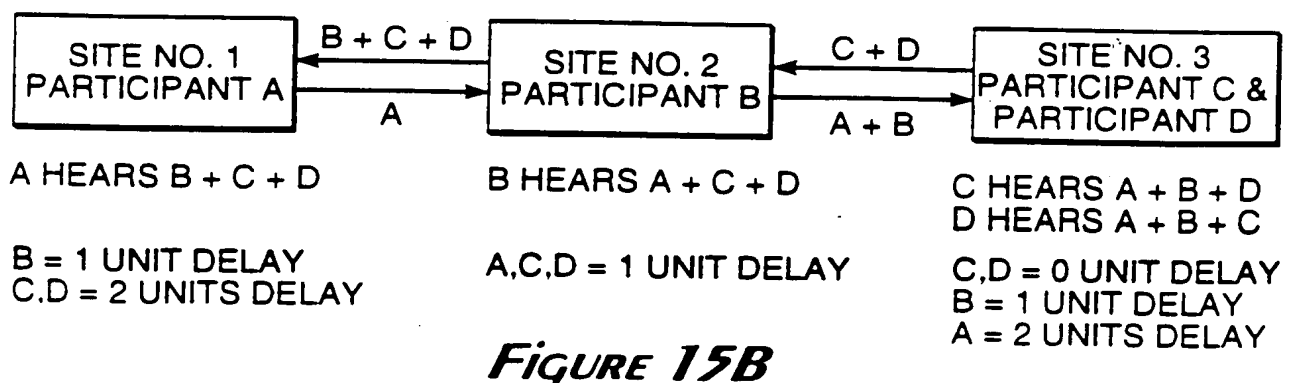 SITE NO. 1
PARTICIPANT A
B + C + D
A
SITE NO. 2
PARTICIPANT B
C + D
A + B
SITE NO. 3
PARTICIPANT C &
PARTICIPANT D
A HEARS B + C + D
B = 1 UNIT DELAY
C,D = 2 UNITS DELAY
B HEARS A + C + D
A,C,D = 1 UNIT DELAY
C HEARS A + B + D
D HEARS A + B + C
C,D = 0 UNIT DELAY
B = 1 UNIT DELAY
A = 2 UNITS DELAY
FIGURE 15B